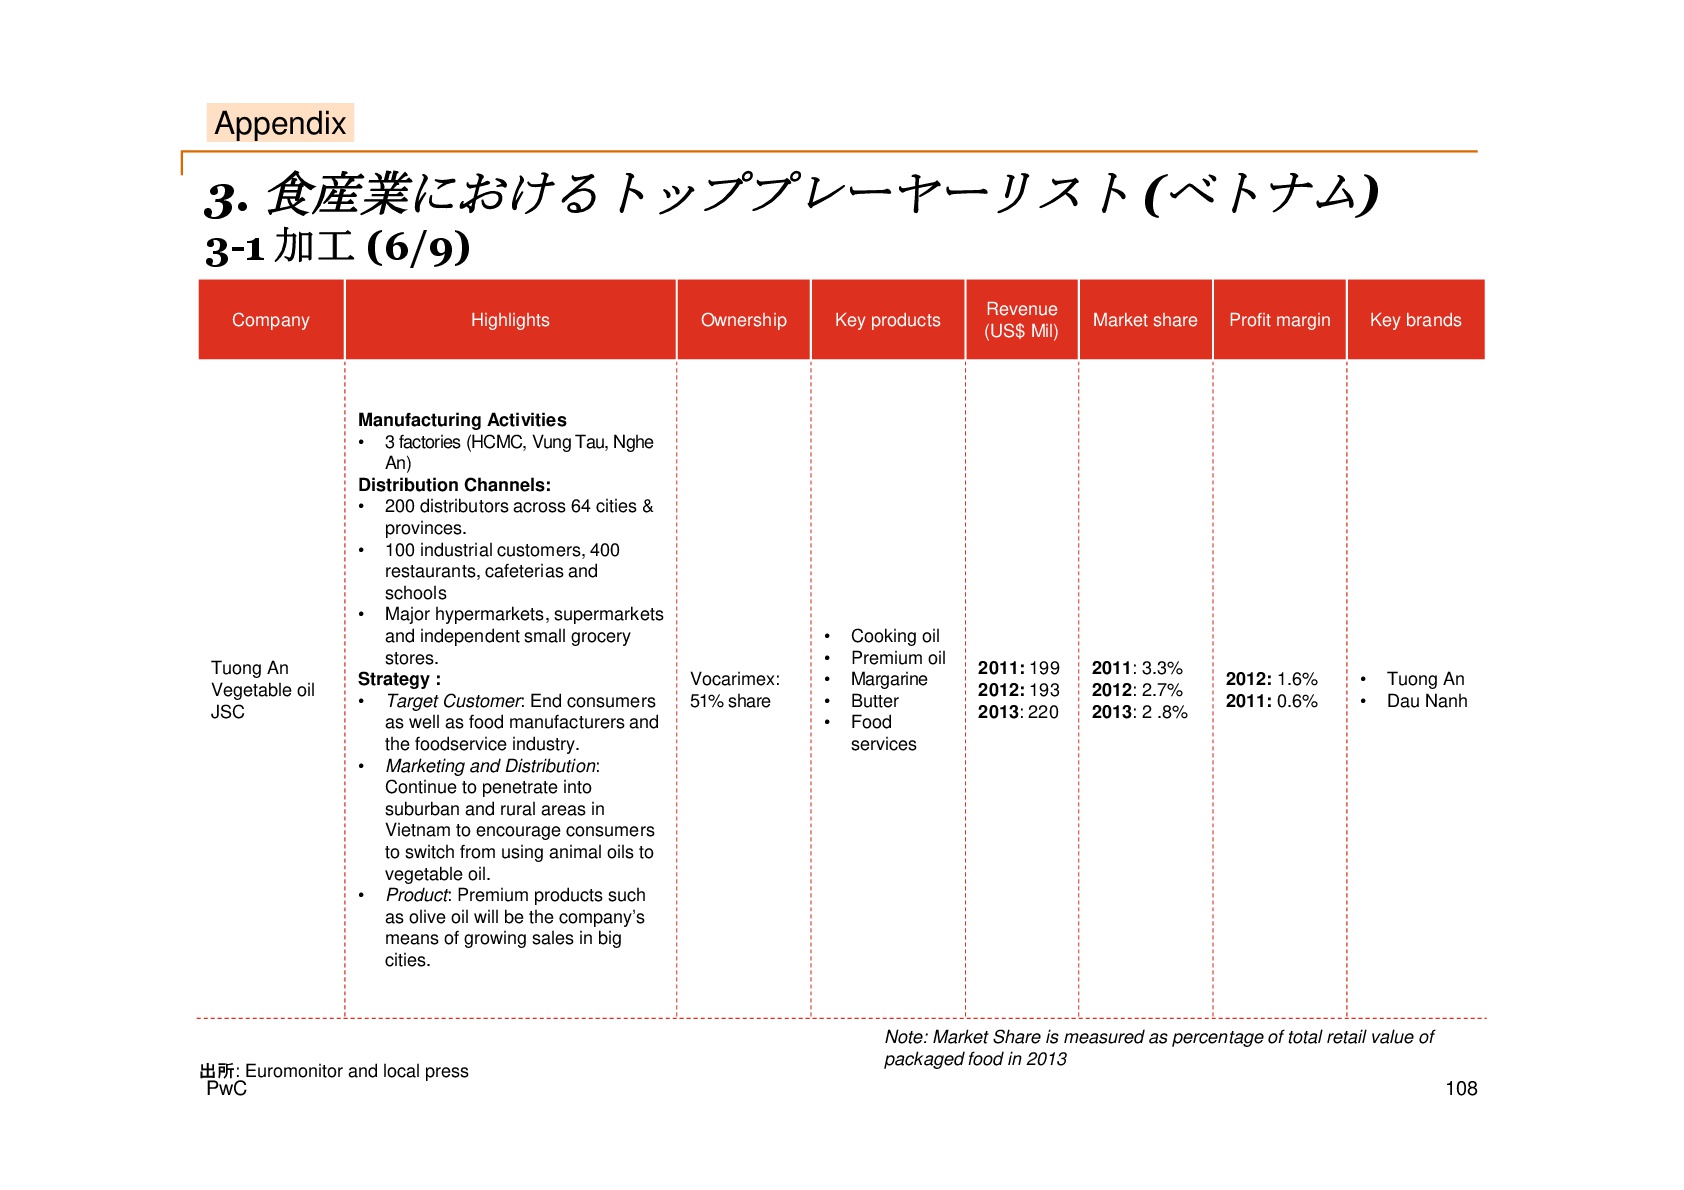 Appendix
3. 食産業におけるトッププレーヤーリスト(ベトナム)
3-1 加工 (6/9)
Company
Highlights
Ownership
Key products
Revenue
(US$ Mil)
Market share
Profit margin
Key brands
Tuong An
Vegetable oil
JSC
Manufacturing Activities
• 3 factories (HCMC, Vung Tau, Nghe
An)
Distribution Channels:
• 200 distributors across 64 cities &
provinces.
• 100 industrial customers, 400
restaurants, cafeterias and
schools
• Major hypermarkets, supermarkets
and independent small grocery
stores.
Strategy :
• Target Customer: End consumers
as well as food manufacturers and
the foodservice industry.
• Marketing and Distribution:
Continue to penetrate into
suburban and rural areas in
Vietnam to encourage consumers
to switch from using animal oils to
vegetable oil.
• Product: Premium products such
as olive oil will be the company’s
means of growing sales in big
cities.
Vocarimex:
51% share
• Cooking oil
• Premium oil
• Margarine
• Butter
• Food
services
2011: 199
2012: 193
2013: 220
2011: 3.3%
2012: 2.7%
2013: 2 .8%
2012: 1.6%
2011: 0.6%
• Tuong An
• Dau Nanh
Note: Market Share is measured as percentage of total retail value of
packaged food in 2013
出所: Euromonitor and local press
PwC
108